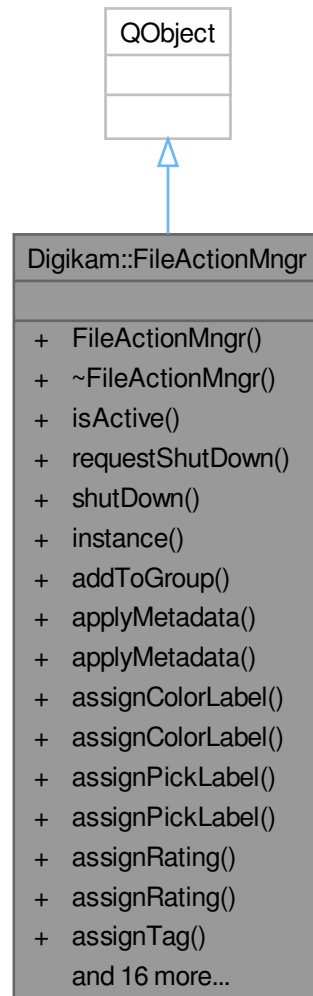 QObject
Digikam::FileActionMngr
+ FileActionMngr()
+ ~FileActionMngr()
+ isActive()
+ requestShutDown()
+ shutDown()
+ instance()
+ addToGroup()
+ applyMetadata()
+ applyMetadata()
+ assignColorLabel()
+ assignColorLabel()
+ assignPickLabel()
+ assignPickLabel()
+ assignRating()
+ assignRating()
+ assignTag()
and 16 more...